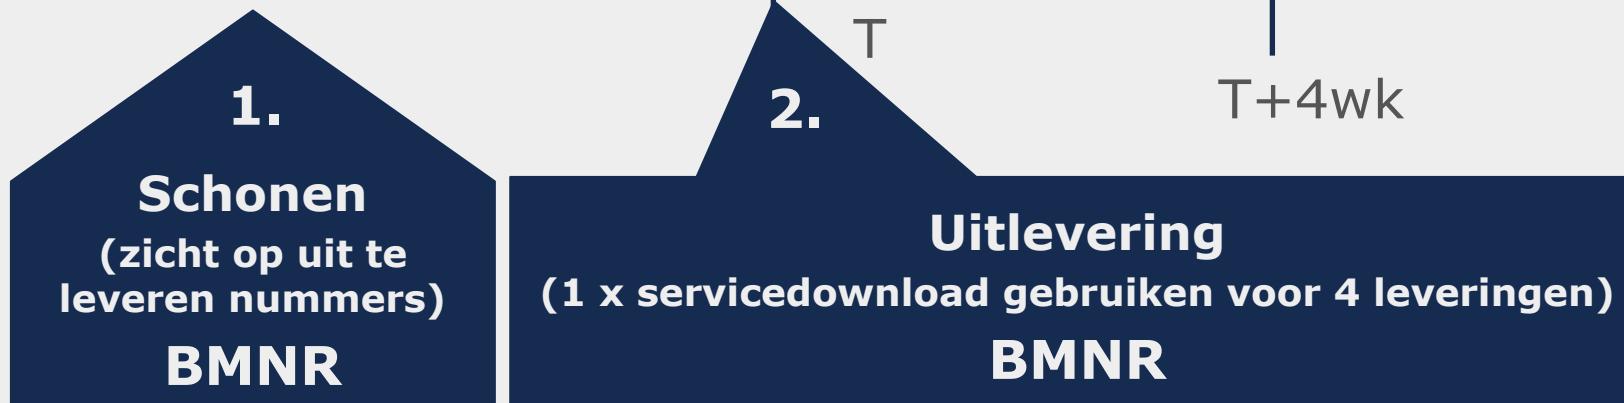 1.
Schonen
(zicht op uit te
leveren nummers)
BMNR
T
2.
T+4wk
Uitlevering
(1 x servicedownload gebruiken voor 4 leveringen)
BMNR